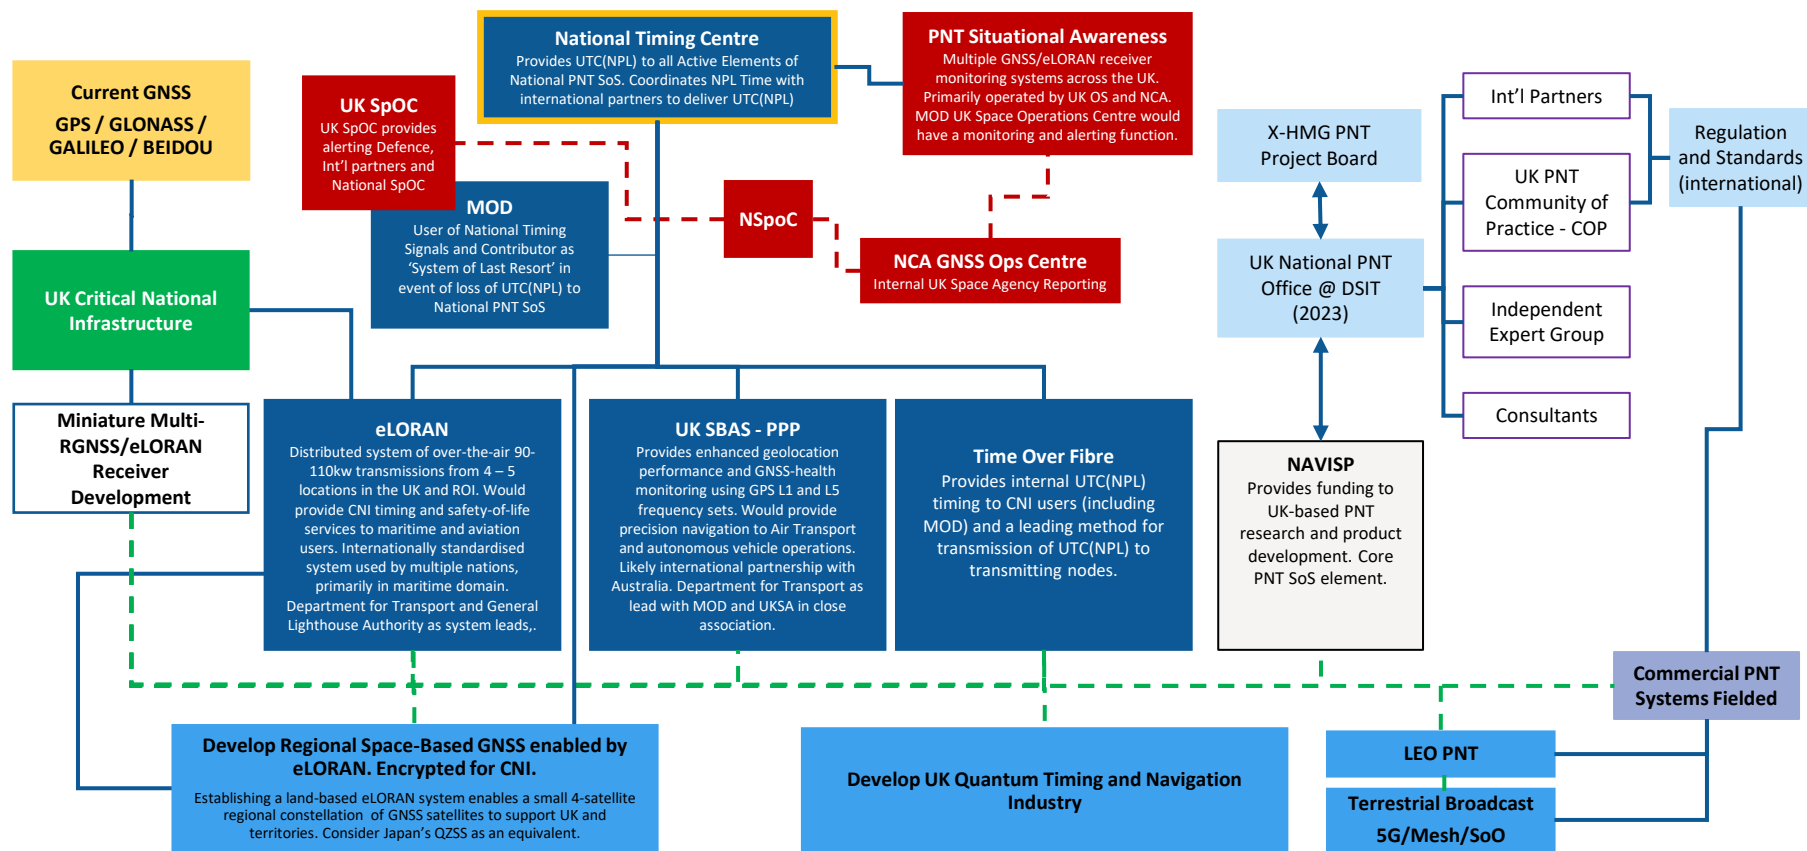 National Timing Centre
Provides UTC(NPL) to all Active Elements of
National PNT SoS. Coordinates NPL Time with
international partners to deliver UTC(NPL)
PNT Situational Awareness
Multiple GNSS/eLORAN receiver
monitoring systems across the UK.
Primarily operated by UK OS and NCA.
MOD UK Space Operations Centre would
have a monitoring and alerting function.
Current GNSS
GPS / GLONASS /
GALILEO / BEIDOU
UK SpOC
UK SpOC provides
alerting Defence,
Int'l partners and
National SpOC
MOD
User of National Timing
Signals and Contributor as
‘System of Last Resort’ in
event of loss of UTC(NPL) to
National PNT SoS
NSpoC
NCA GNSS Ops Centre
Internal UK Space Agency Reporting
X-HMG PNT
Project Board
Int'l Partners
Regulation
and Standards
(international)
UK PNT
Community of
Practice - COP
UK National PNT
Office @ DSIT
(2023)
Independent
Expert Group
Consultants
UK Critical National
Infrastructure
Miniature Multi-
RGNSS/eLORAN
Receiver
Development
eLORAN
Distributed system of over-the-air 90-
110kw transmissions from 4 – 5
locations in the UK and ROI. Would
provide CNI timing and safety-of-life
services to maritime and aviation
users. Internationally standardised
system used by multiple nations,
primarily in maritime domain.
Department for Transport and General
Lighthouse Authority as system leads,.
UK SBAS - PPP
Provides enhanced geolocation
performance and GNSS-health
monitoring using GPS L1 and L5
frequency sets. Would provide
precision navigation to Air Transport
and autonomous vehicle operations.
Likely international partnership with
Australia. Department for Transport as
lead with MOD and UKSA in close
association.
Time Over Fibre
Provides internal UTC(NPL)
timing to CNI users (including
MOD) and a leading method for
transmission of UTC(NPL) to
transmitting nodes.
NAVISP
Provides funding to
UK-based PNT
research and product
development. Core
PNT SoS element.
Commercial PNT
Systems Fielded
Develop Regional Space-Based GNSS enabled by
eLORAN. Encrypted for CNI.
Establishing a land-based eLORAN system enables a small 4-satellite
regional constellation of GNSS satellites to support UK and
territories. Consider Japan's QZSS as an equivalent.
Develop UK Quantum Timing and Navigation
Industry
LEO PNT
Terrestrial Broadcast
5G/Mesh/SoO